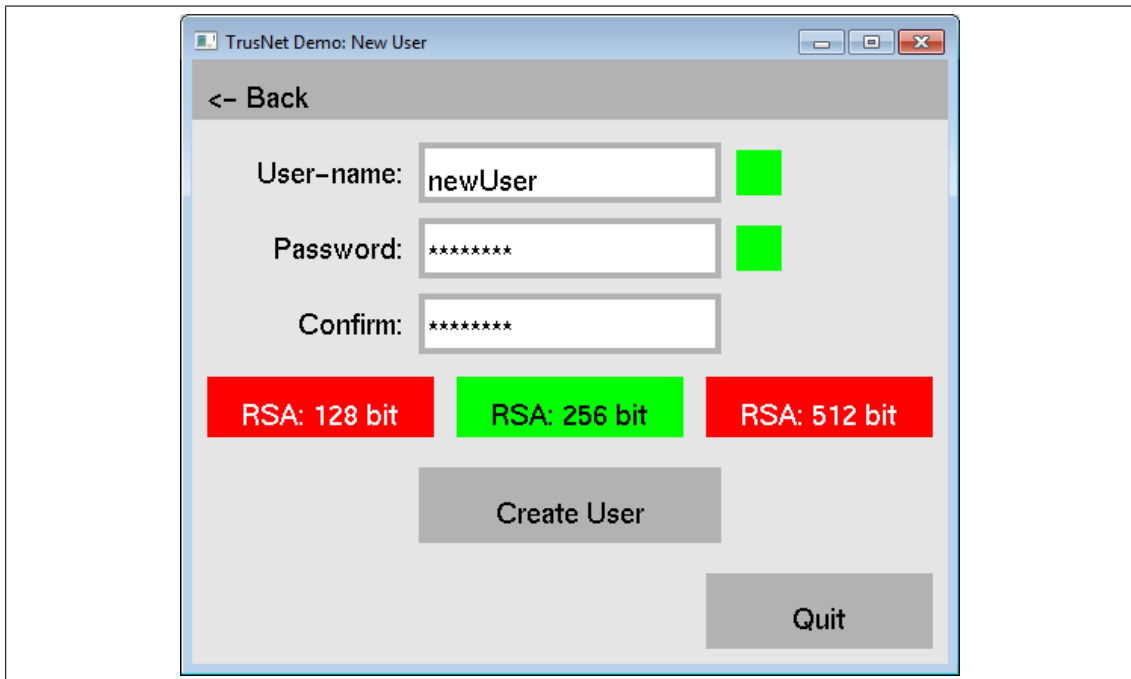 TrusNet Demo: New User
<- Back
User-name: newUser
Password: ********
Confirm: ********
RSA: 128 bit RSA: 256 bit RSA: 512 bit
Create User
Quit